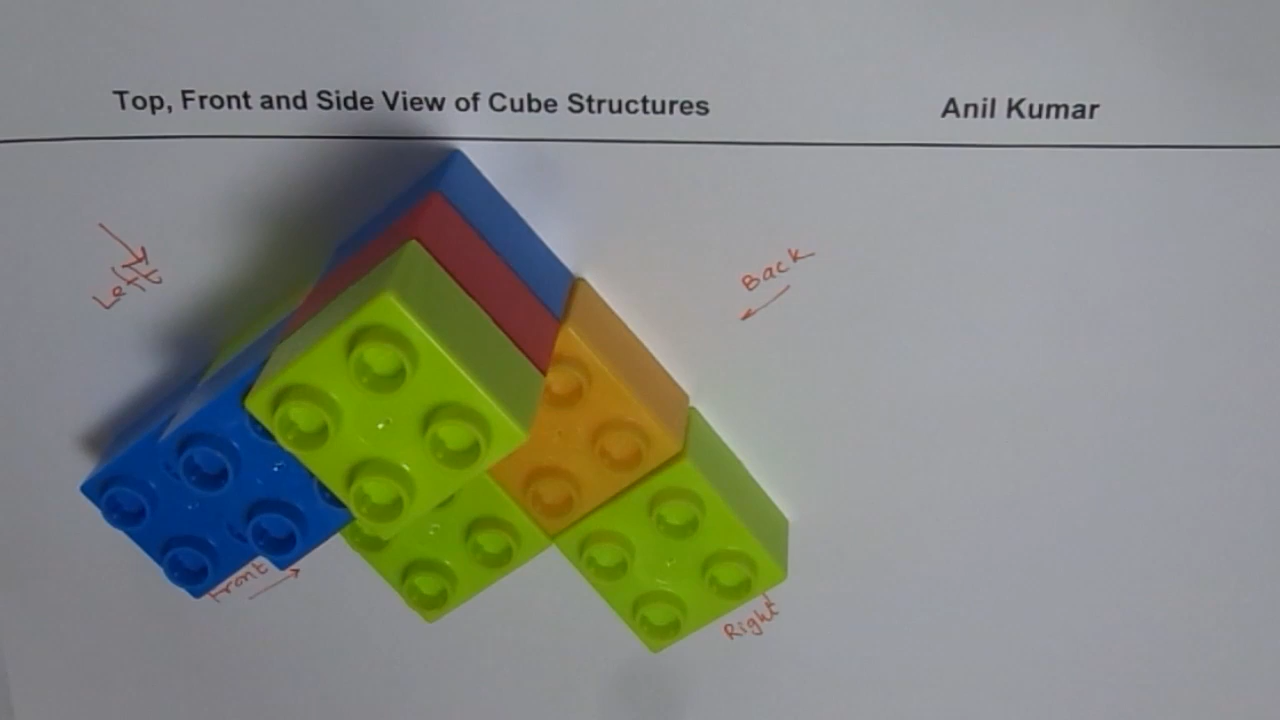 Top, Front and Side View of Cube Structures Anil Kumar
Left
Back
Front
Right